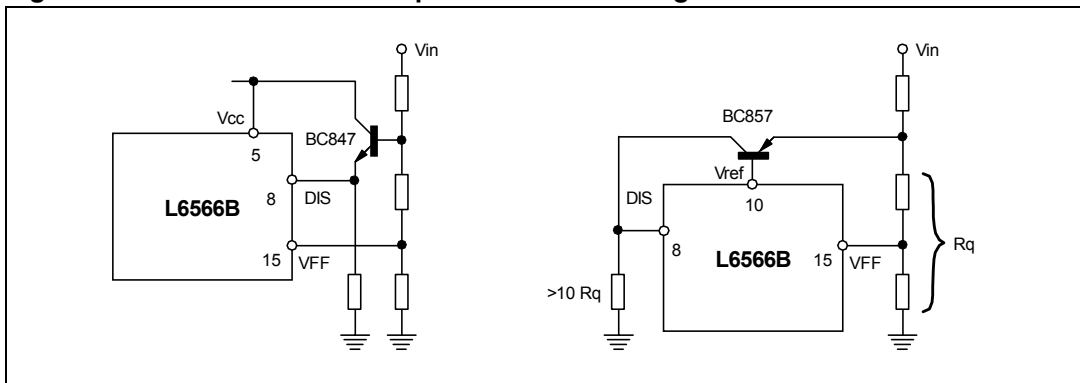 Vin
Vcc
BC847
5
8 DIS
L6566B
15 VFF
Vin
BC857
Vref
DIS
10
8
L6566B
15 VFF
Rq
>10 Rq